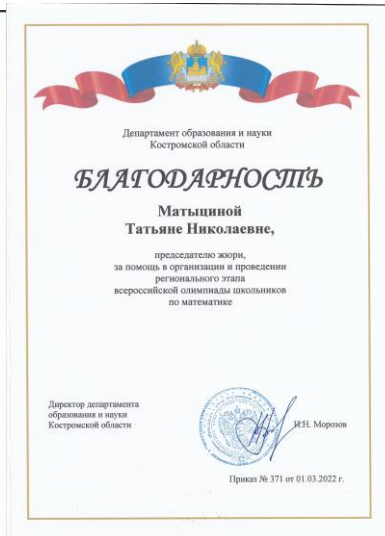 Департамент образования и науки
Костромской области
БЛАГОДАРНОСТЬ
Матыциной
Татьяне Николаевне,
председателю жюри,
за помощь в организации и проведении
регионального этапа
всероссийской олимпиады школьников
по математике
Директор департамента
образования и науки
Костромской области
И.Н. Морозов
Приказ № 371 от 01.03.2022 г.